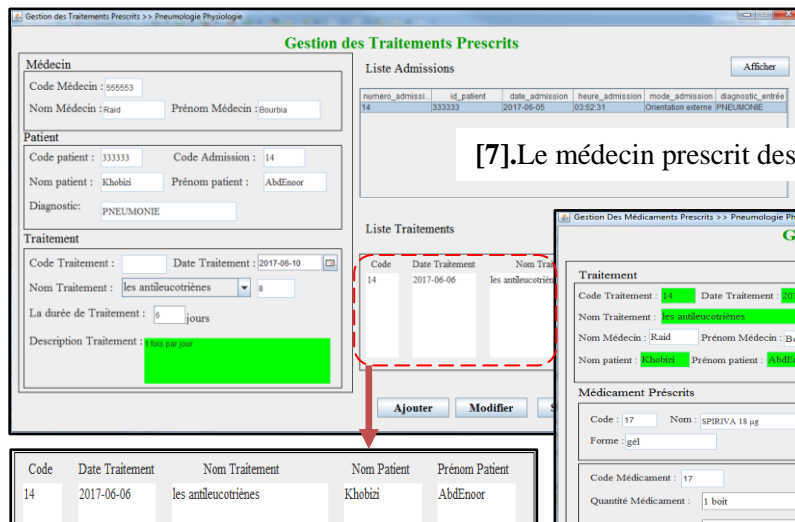 Gestion des Traitements Prescrits >> Pneumologie Physiologie
Gestion des Traitements Prescrits
Médecin
Code Médecin : 555553
Nom Médecin : Raid Prénom Médecin : Bourbia
Patient
Code patient : 333333 Code Admission : 14
Nom patient : Khobizi Prénom patient : AbdEnoor
Diagnostic: PNEUMONIE
Traitement
Code Traitement : Date Traitement : 2017-06-10
Nom Traitement : les antileucotriènes 8
La durée de Traitement : 6 jours
Description Traitement : 1 fois par jour
Liste Admissions Afficher
numero_admissi... id_patient date_admission heure_admission mode_admission diagnostic_entrée
14 333333 2017-06-05 03:52:31 Orientation externe PNEUMONIE
[7].Le médecin prescrit des
Liste Traitements
Code Date Traitement Nom Trai
14 2017-06-06 les antileucotrièn
Ajouter Modifier S
Gestion Des Médicaments Prescrits >> Pneumologie Ph
G
Traitement
Code Traitement : 14 Date Traitement : 20
Nom Traitement : les antileucotriènes
Nom Médecin : Raid Prénom Médecin : Bo
Nom patient : Khobizi Prénom patient : AbdEn
Médicament Préscrits
Code : 17 Nom : SPIRIVA 18 µg
Forme : gél
Code Médicament : 17
Quantité Médicament : 1 boit
Code Date Traitement Nom Traitement Nom Patient Prénom Patient
14 2017-06-06 les antileucotriènes Khobizi AbdEnoor